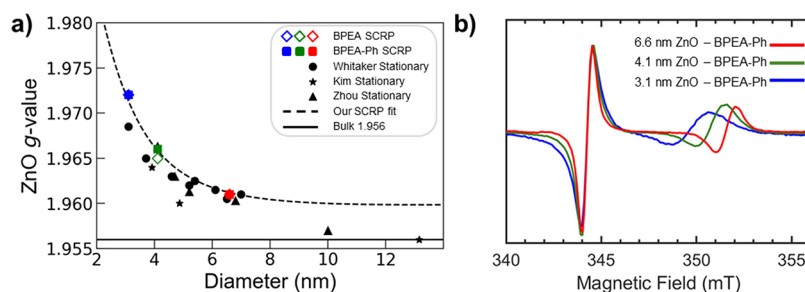 a)
ZnO g-value
1.980
1.975
1.970
1.965
1.960
1.955
2
4
6
8
10
12
14
Diameter (nm)
BPEA SCRP
BPEA-Ph SCRP
Whitaker Stationary
Kim Stationary
Zhou Stationary
Our SCRP fit
Bulk 1.956
b)
6.6 nm ZnO – BPEA-Ph
4.1 nm ZnO – BPEA-Ph
3.1 nm ZnO – BPEA-Ph
340
345
350
355
Magnetic Field (mT)